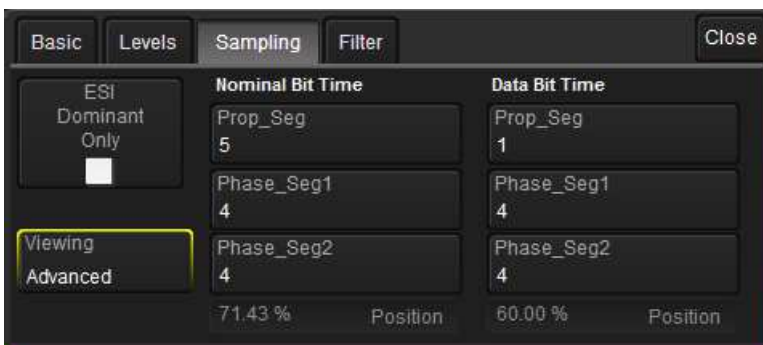 Basic Levels Sampling Filter Close
ESI
Dominant
Only
Viewing
Advanced
Nominal Bit Time
Prop_Seg
5
Phase_Seg1
4
Phase_Seg2
4
71.43 % Position
Data Bit Time
Prop_Seg
1
Phase_Seg1
4
Phase_Seg2
4
60.00 % Position